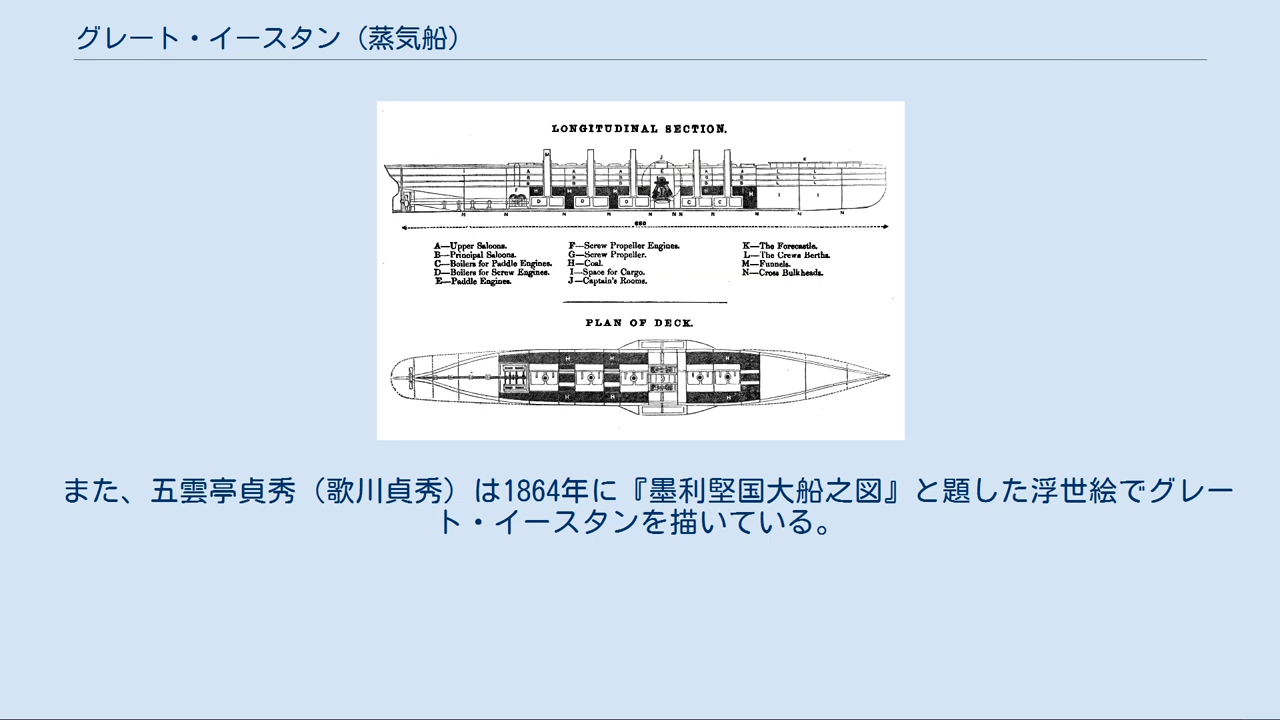 グレート・イースタン（蒸気船）
LONGITUDINAL SECTION.
680
A—Upper Saloons.
B—Principal Saloons.
C—Boilers for Paddle Engines.
D—Boilers for Screw Engines.
E—Paddle Engines.
F—Screw Propeller Engines.
G—Screw Propeller.
H—Coal.
I—Space for Cargo.
J—Captain's Rooms.
K—The Forecastle.
L—The Crews Berths.
M—Funnels.
N—Cross Bulkheads.
PLAN OF DECK.
また、五雲亭貞秀（歌川貞秀）は1864年に『墨利堅国大船之図』と題した浮世絵でグレー
ト・イースタンを描いている。